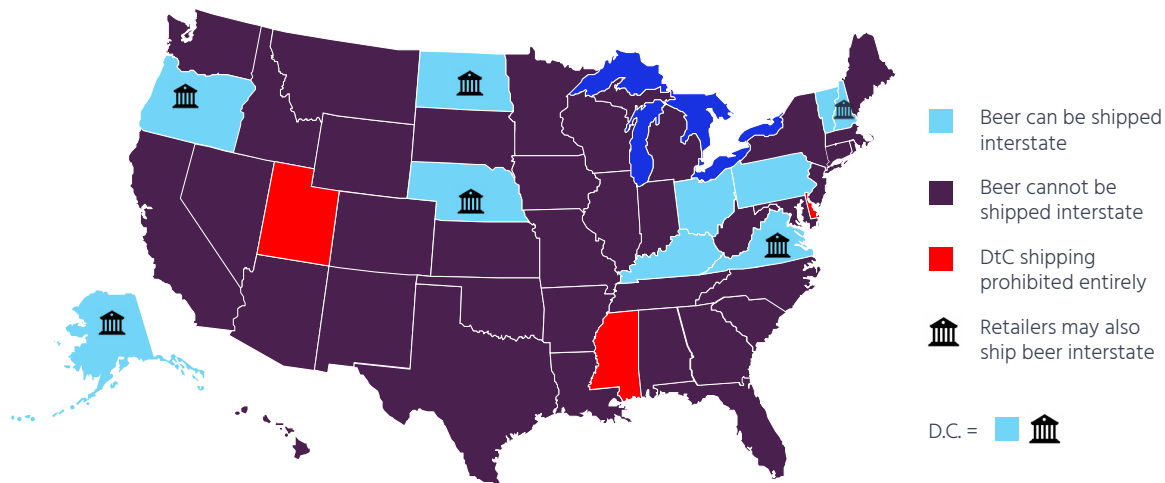 Beer can be shipped
interstate
Beer cannot be
shipped interstate
DtC shipping
prohibited entirely
Retailers may also
ship beer interstate
D.C. =